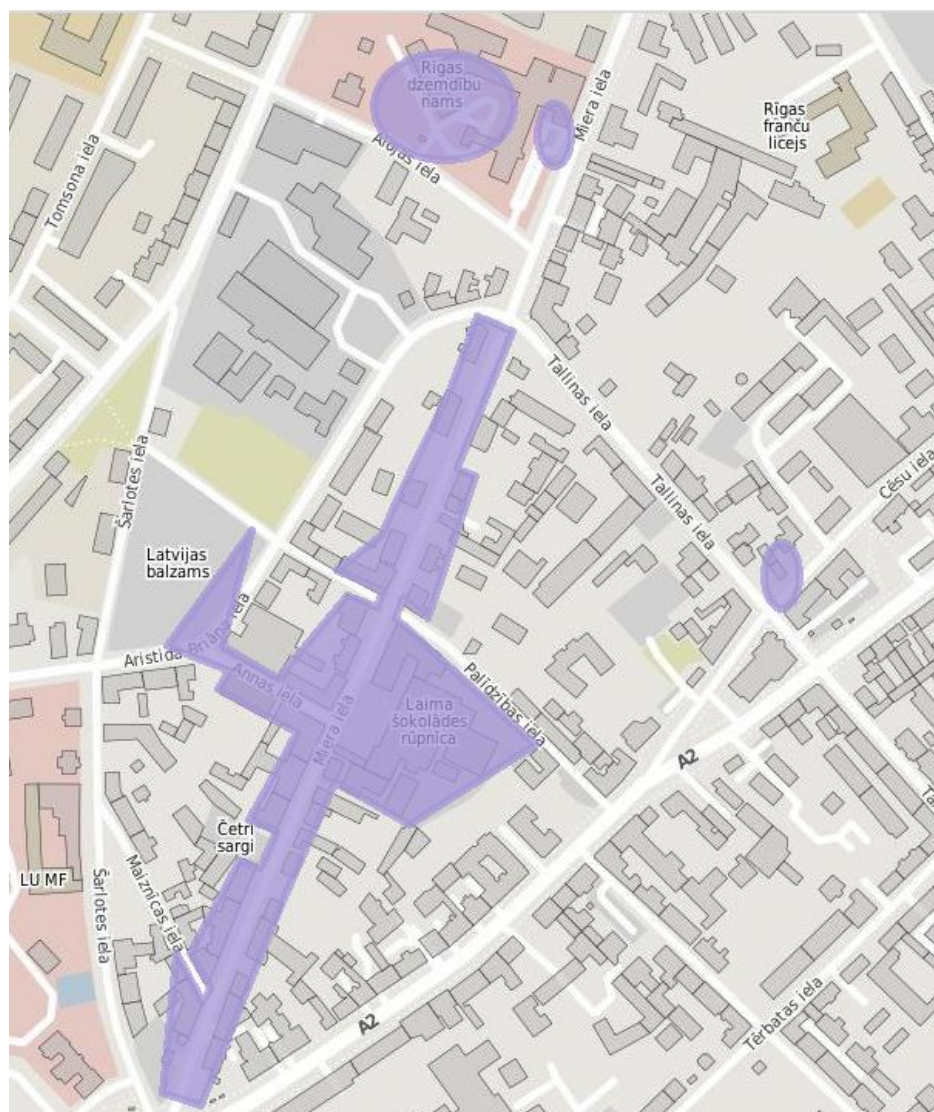 Rīgas
dzemdību
nams
Miera iela
Rīgas
franču
licejs
Alojas iela
Tomsona iela
Tallinas iela
Šarlotes iela
Tallinas iela
Cēsu iela
Latvijas
balzams
Aristīda Briāna iela
Annas iela
Palīdzības iela
Laima
šokolādes
rūpnīca
Miera iela
A2
Četri
sargi
Maiznīcas iela
LU MF
Šarlotes iela
A2
Tērbatas iela